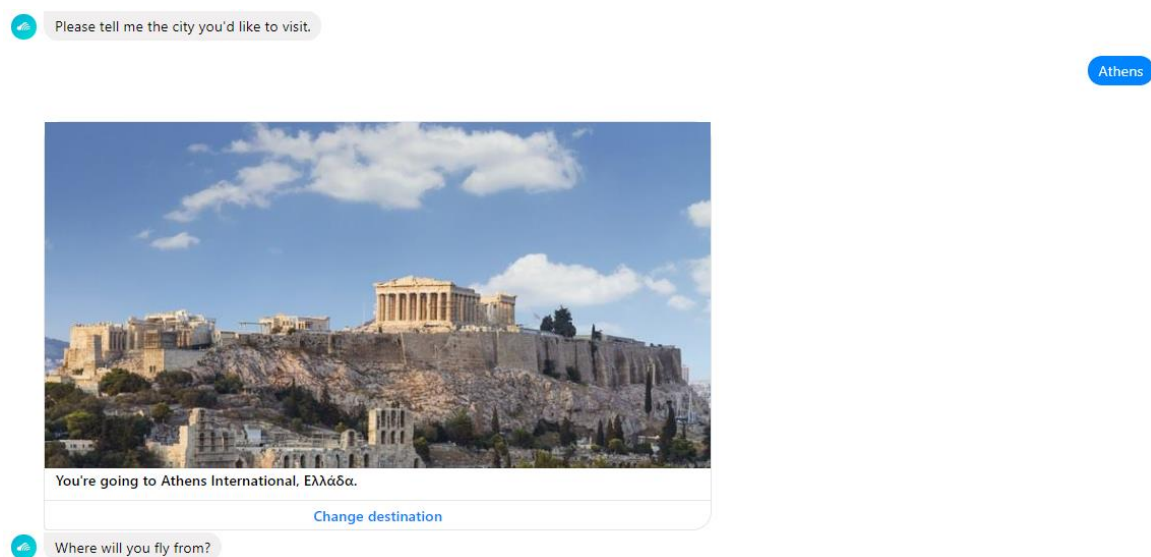 Please tell me the city you'd like to visit.
Athens
You're going to Athens International, Ελλάδα.
Change destination
Where will you fly from?